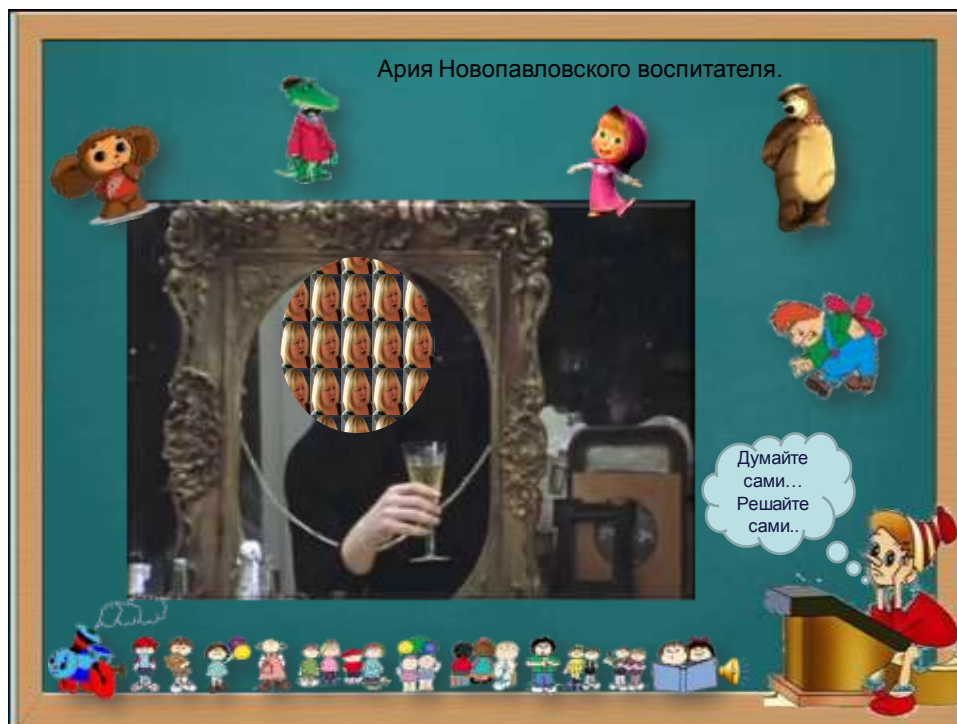 Ария Новопавловского воспитателя.
Думайте
сами…
Решайте
сами..